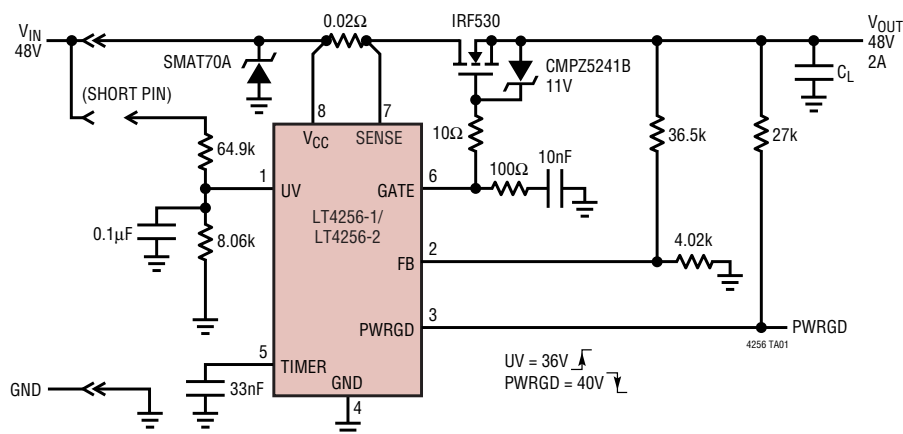 V_IN
48V
(SHORT PIN)
SMAT70A
0.02Ω
IRF530
CMPZ5241B
11V
V_OUT
48V
2A
C_L
8
7
V_CC
SENSE
64.9k
10Ω
36.5k
27k
100Ω
10nF
1
UV
6
GATE
LT4256-1/
LT4256-2
0.1µF
8.06k
2
FB
4.02k
3
PWRGD
PWRGD
4256 TA01
5
TIMER
GND
4
33nF
GND
UV = 36V
PWRGD = 40V